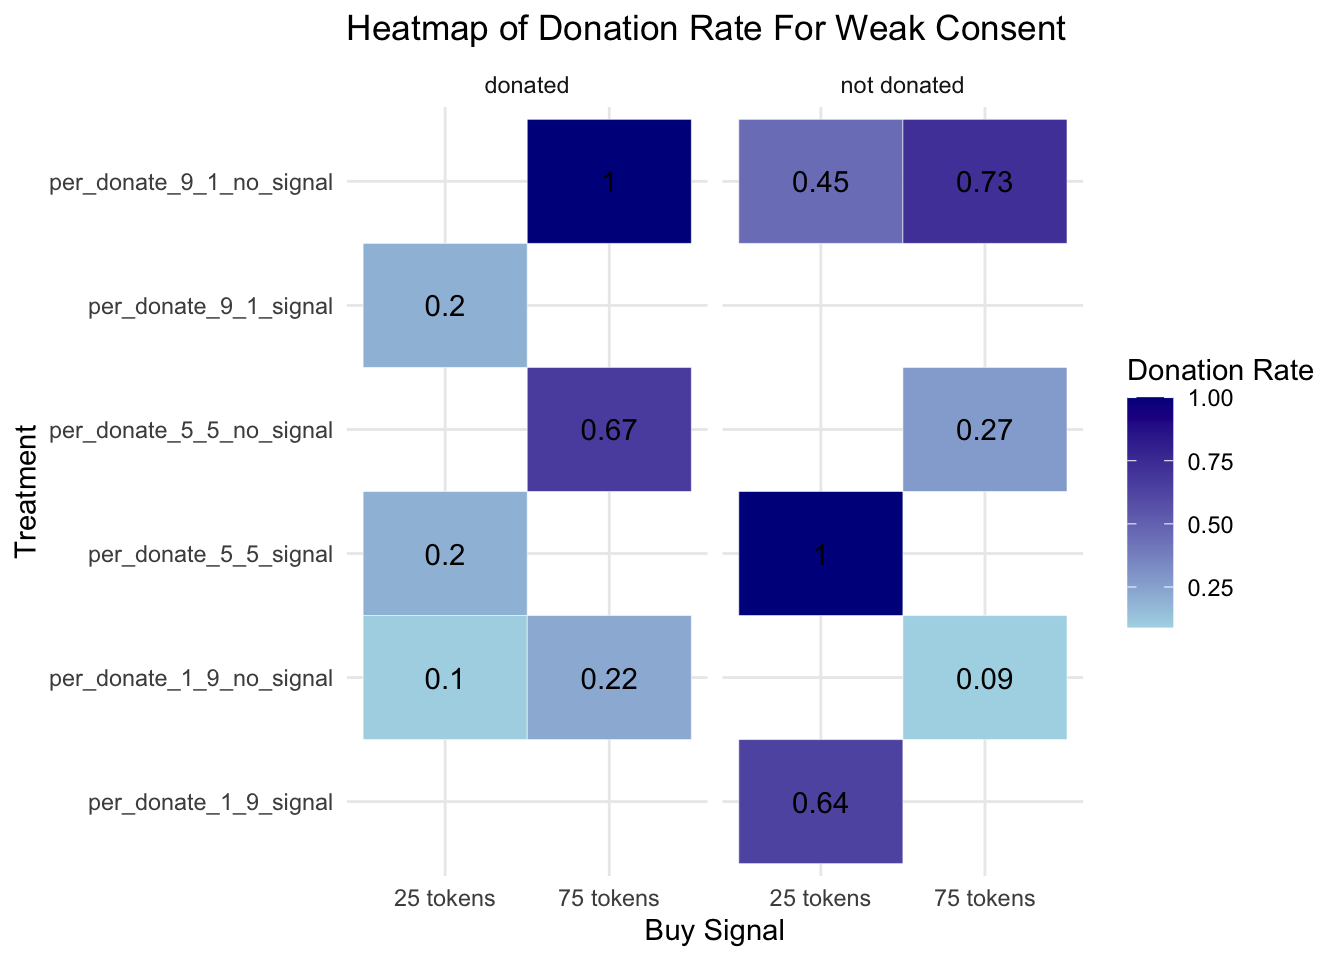 Heatmap of Donation Rate For Weak Consent
donated
not donated
per_donate_9_1_no_signal
1
0.45
0.73
per_donate_9_1_signal
0.2
per_donate_5_5_no_signal
0.67
0.27
per_donate_5_5_signal
0.2
1
per_donate_1_9_no_signal
0.1
0.22
0.09
per_donate_1_9_signal
0.64
25 tokens
75 tokens
25 tokens
75 tokens
Buy Signal
Treatment
Donation Rate
1.00
0.75
0.50
0.25